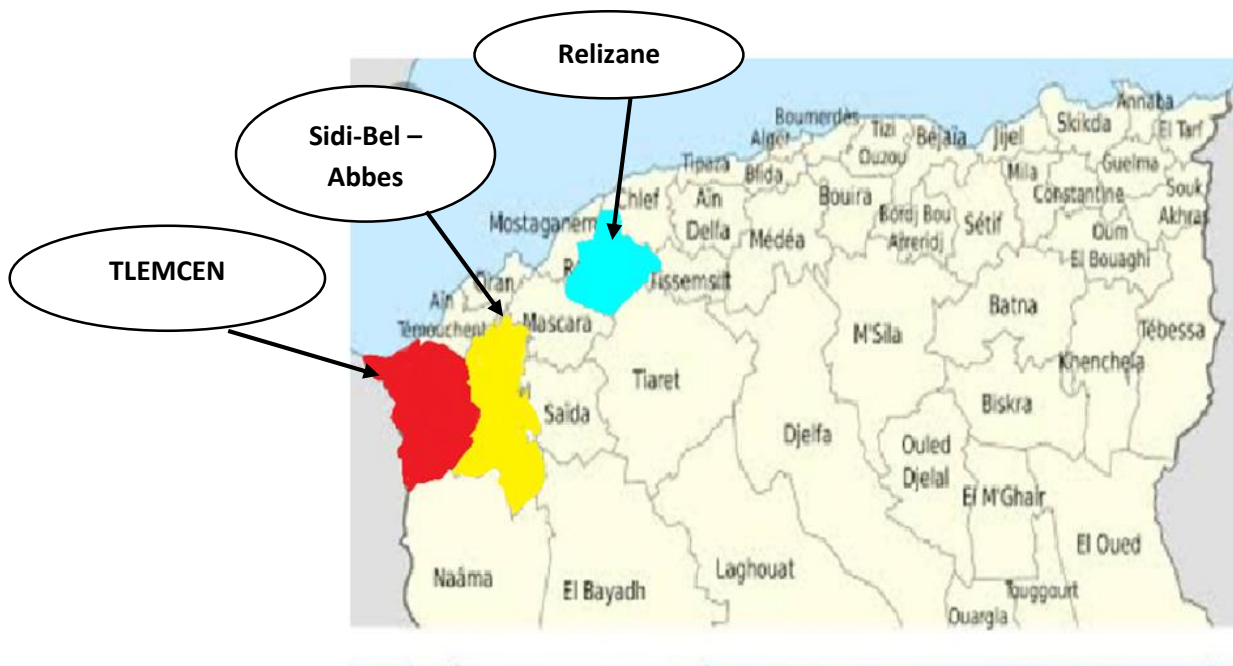 Relizane
Sidi-Bel –
Abbes
TLEMCEN
Annaba
Skikda
El Tarf
Boumerdès
Alger
Tizi
Ouzou
Béjaïa
Jijel
Guelma
Tipaza
Blida
Mila
Constantine
Souk
Akhras
Chlef
Aïn
Defla
Bouira
Bordj Bou
Arreridj
Sétif
Oum
El Bouaghi
Mostaganem
Médéa
Oran
Tissemsilt
Aïn
Témouchent
Mascara
Batna
M'Sila
Khenchela
Tébessa
Tiaret
Saïda
Biskra
Djelfa
Ouled
Djelal
El M'Ghair
El Oued
Naâma
El Bayadh
Laghouat
Touggourt
Ouargla